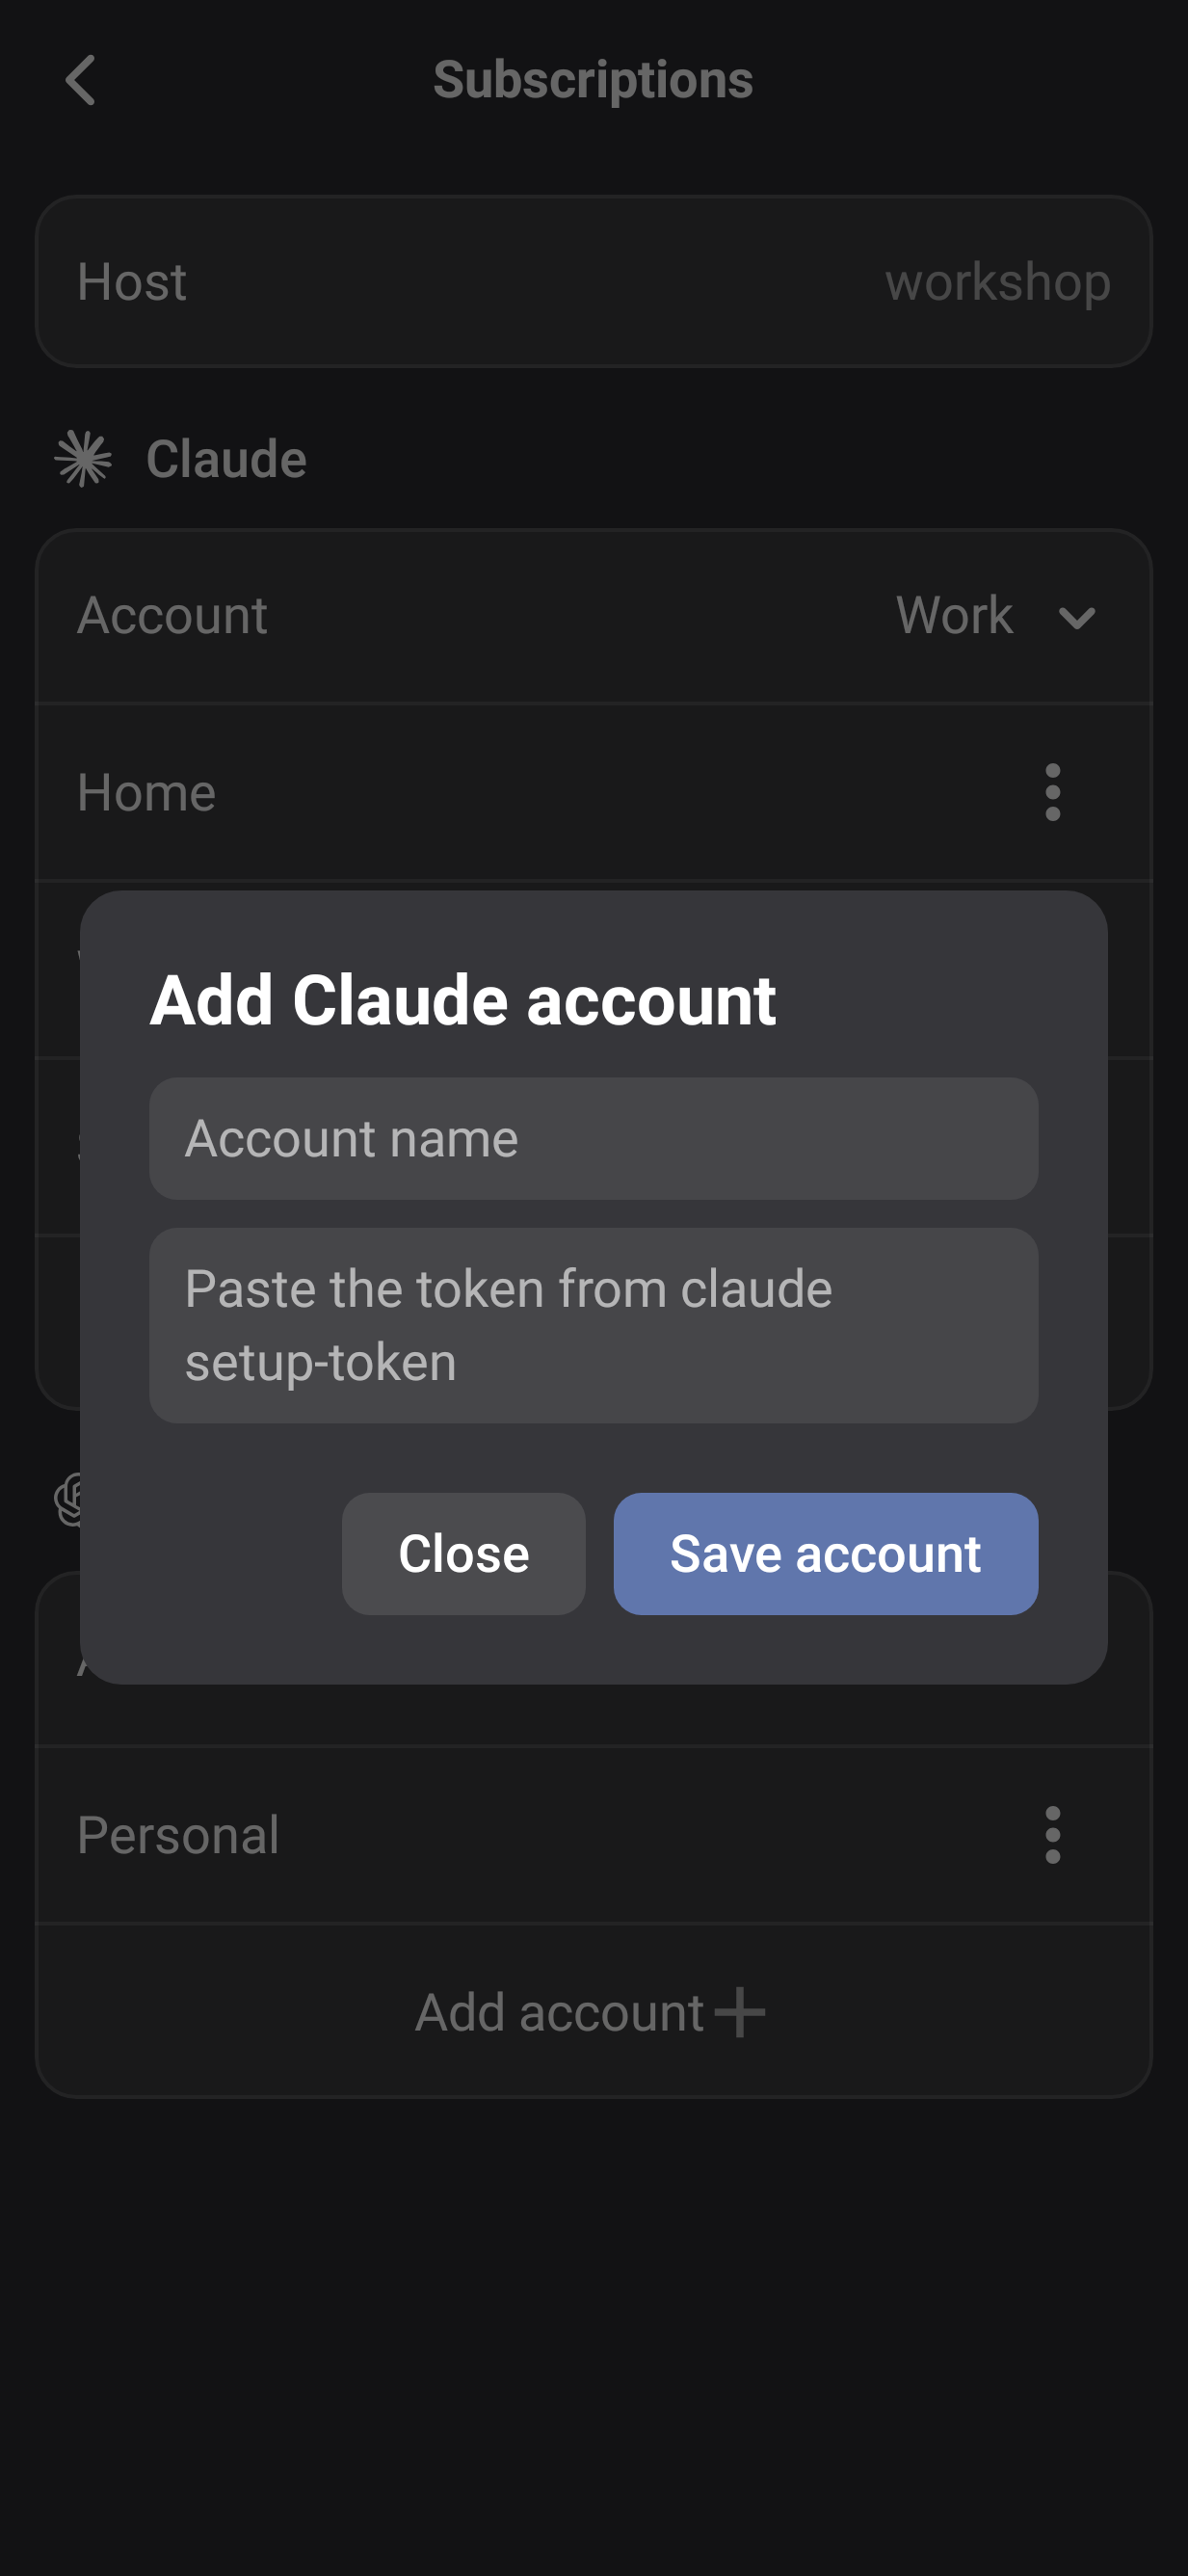 Subscriptions
Host
workshop
Claude
Account
Work
Home
Add Claude account
Account name
Paste the token from claude
setup-token
Close
Save account
Personal
Add account